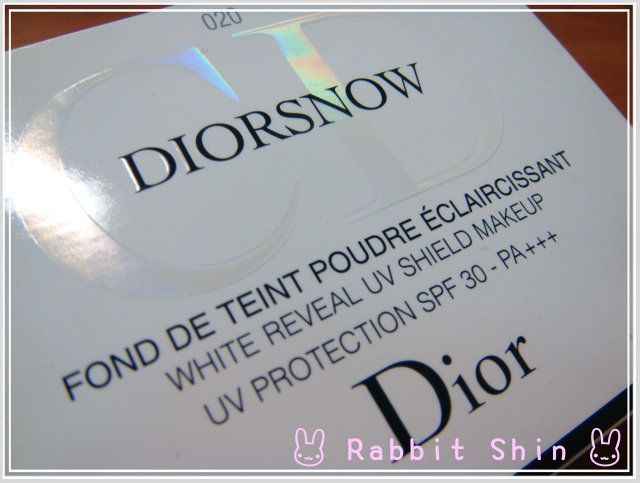 020
DIORSNOW
FOND DE TEINT POUDRE ÉCLAIRCISSANT
WHITE REVEAL UV SHIELD MAKEUP
UV PROTECTION SPF 30 - PA+++
Dior
Rabbit Shin